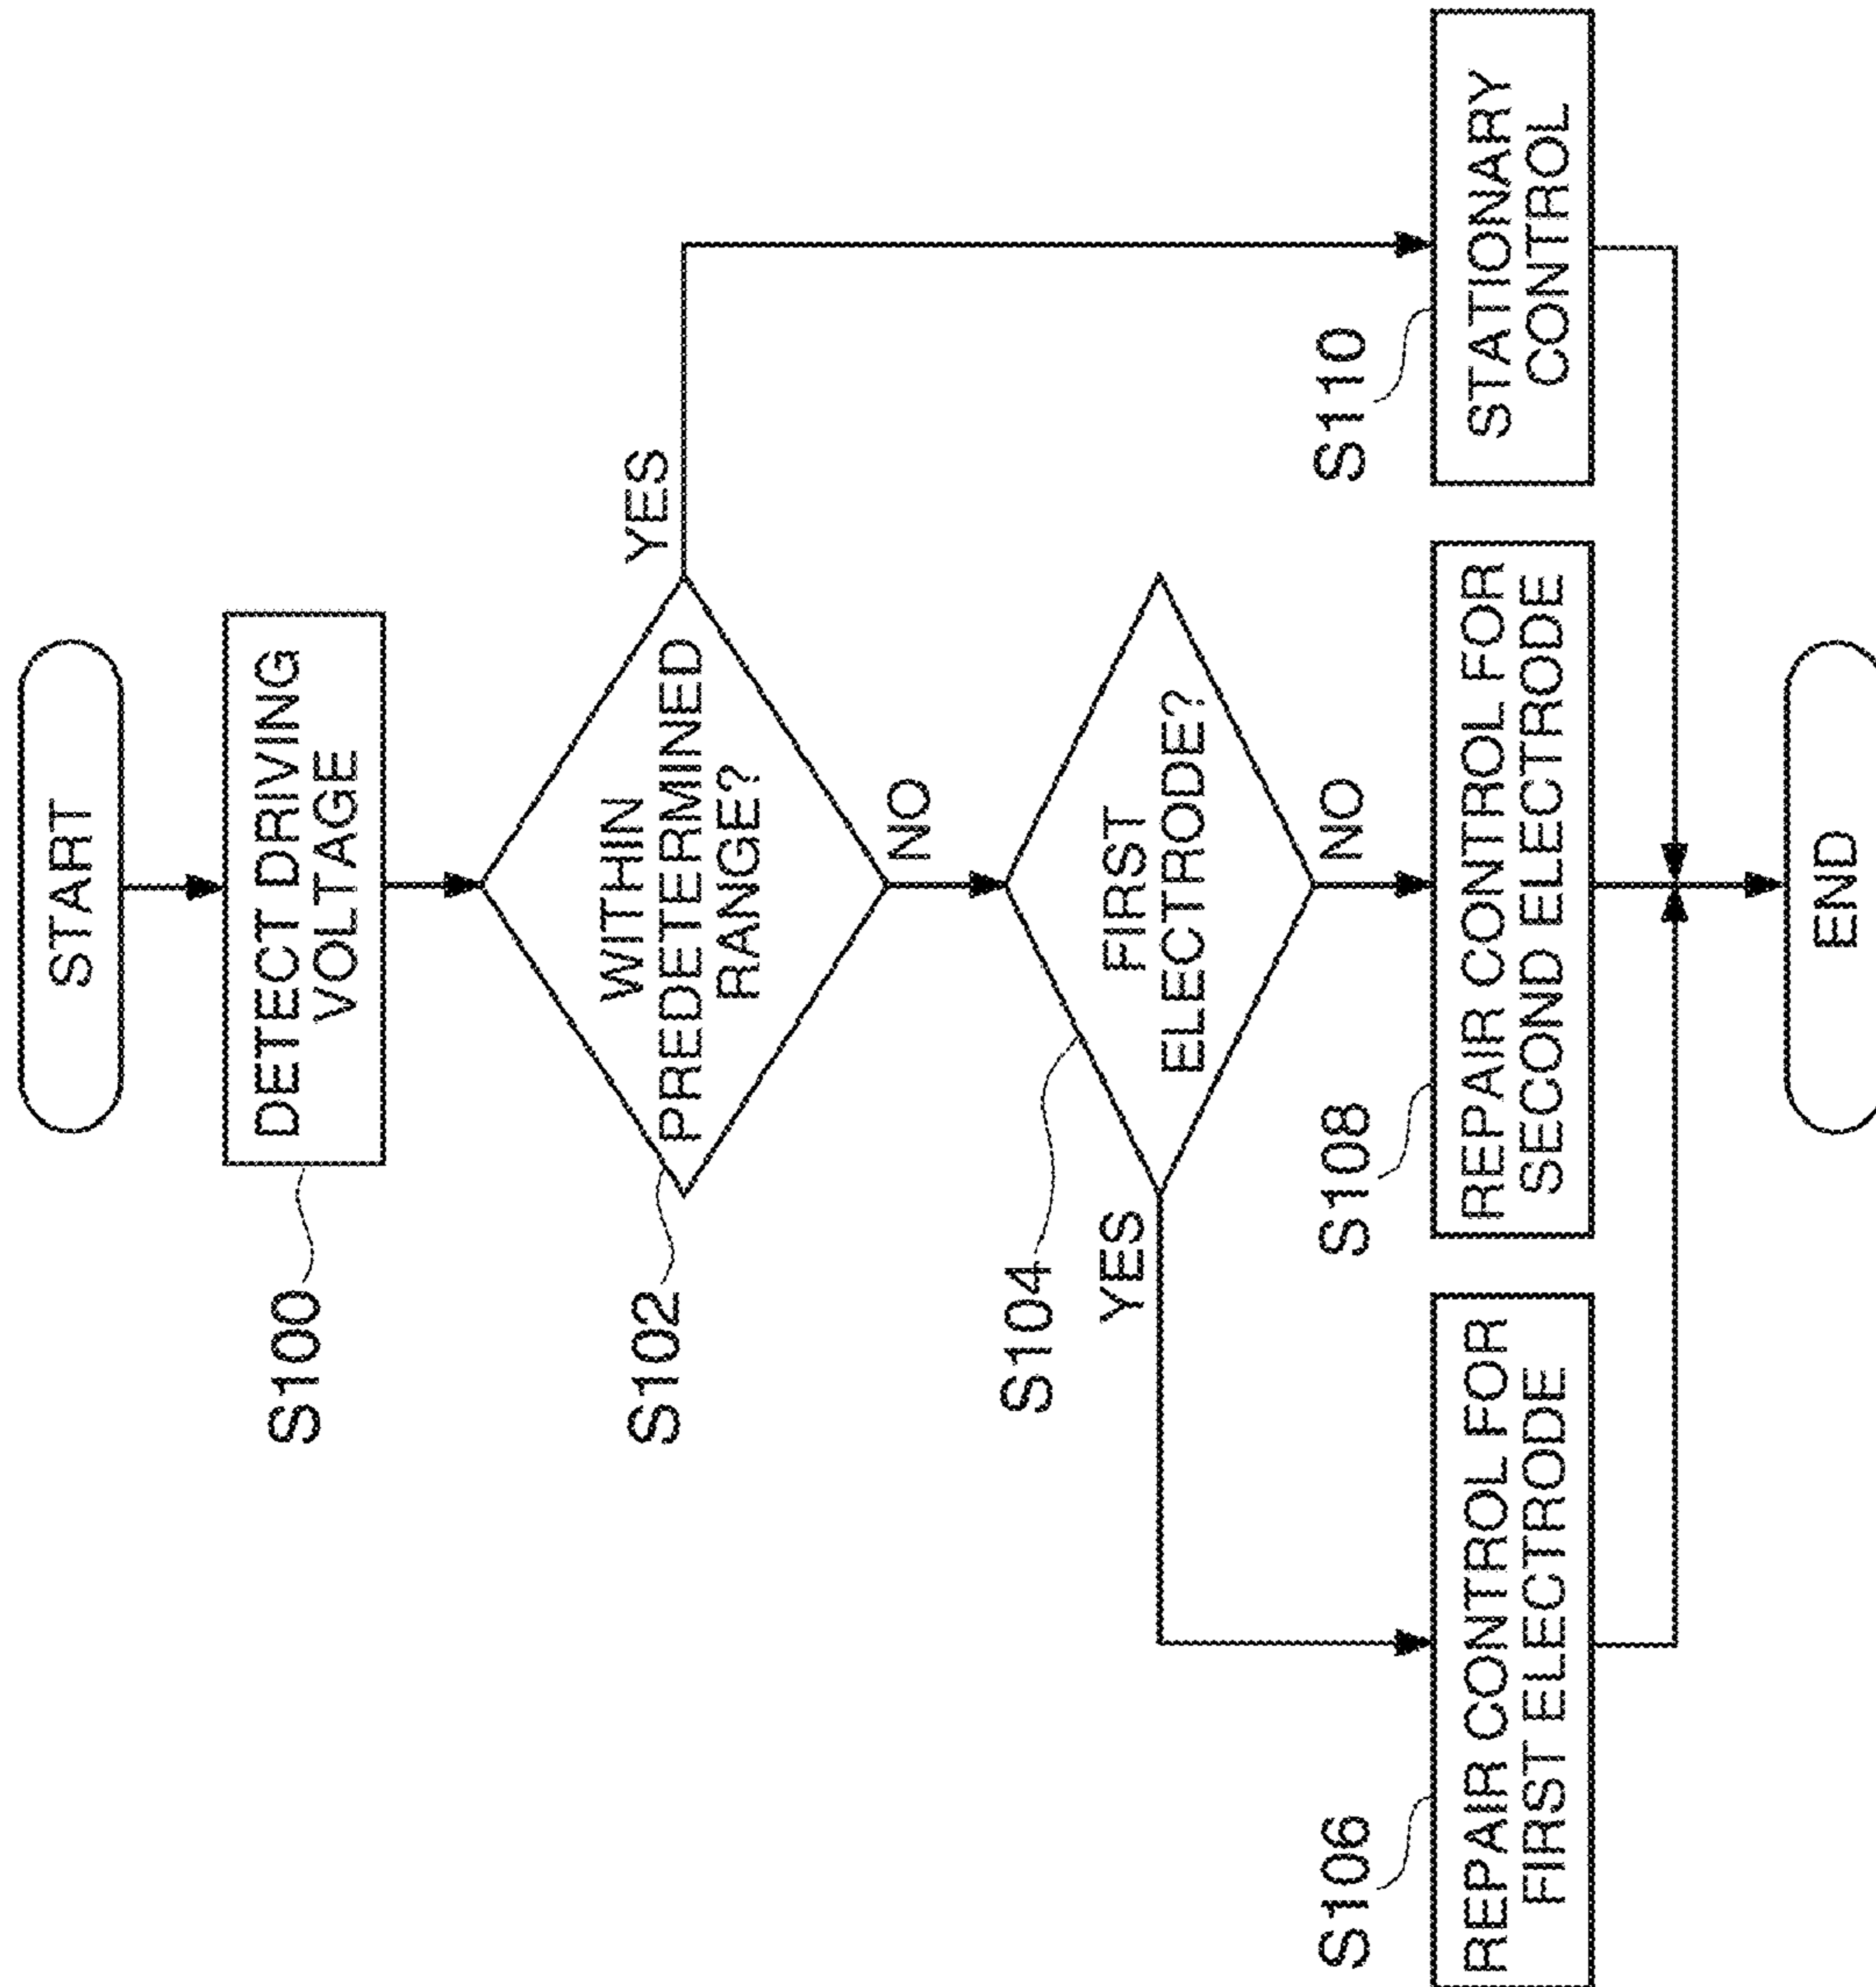 START
S100
DETECT DRIVING
VOLTAGE
S102
WITHIN
PREDETERMINED
RANGE?
YES
NO
S104
FIRST
ELECTRODE?
YES
NO
S106
REPAIR CONTROL FOR
FIRST ELECTRODE
S108
REPAIR CONTROL FOR
SECOND ELECTRODE
S110
STATIONARY
CONTROL
END